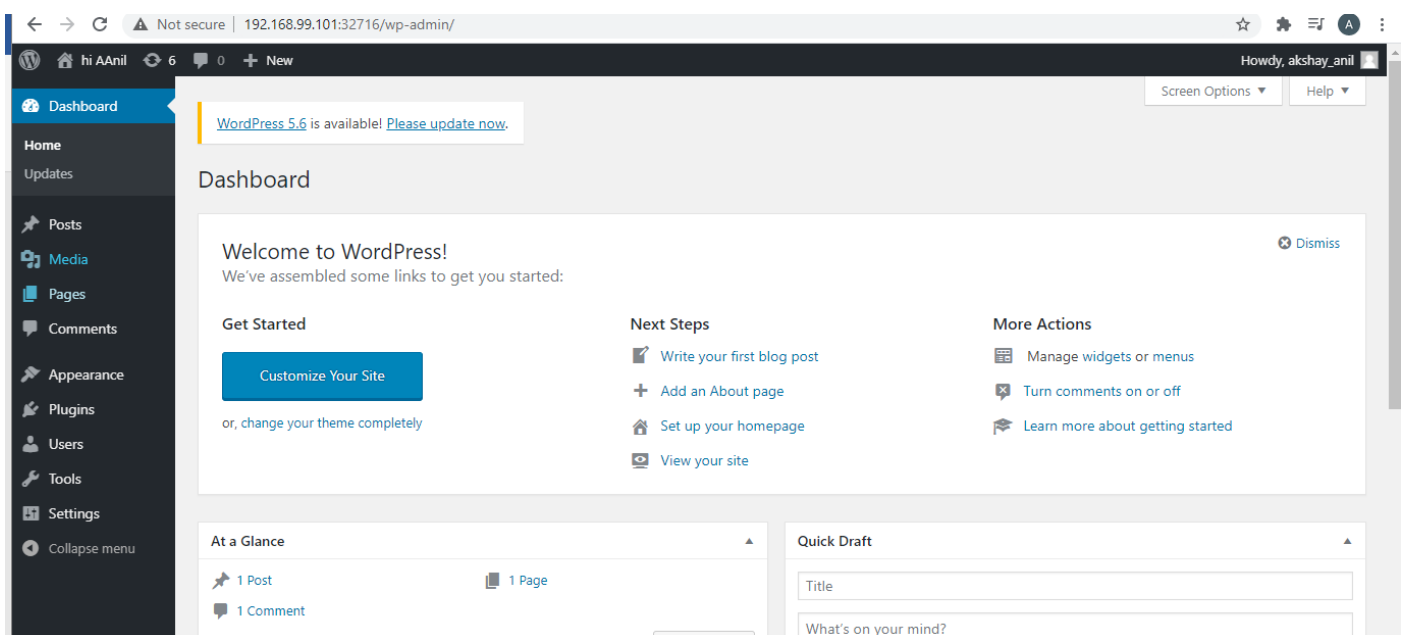 Not secure | 192.168.99.101:32716/wp-admin/ A
hi AAnil 6 0 New Howdy, akshay_anil
Screen Options ▼ Help ▼
Dashboard
Home
Updates
Posts
Media
Pages
Comments
Appearance
Plugins
Users
Tools
Settings
Collapse menu
WordPress 5.6 is available! Please update now.
Dashboard
Welcome to WordPress!
We've assembled some links to get you started:
Dismiss
Get Started
Customize Your Site
or, change your theme completely
Next Steps
Write your first blog post
Add an About page
Set up your homepage
View your site
More Actions
Manage widgets or menus
Turn comments on or off
Learn more about getting started
At a Glance
1 Post
1 Page
1 Comment
Quick Draft
Title
What's on your mind?